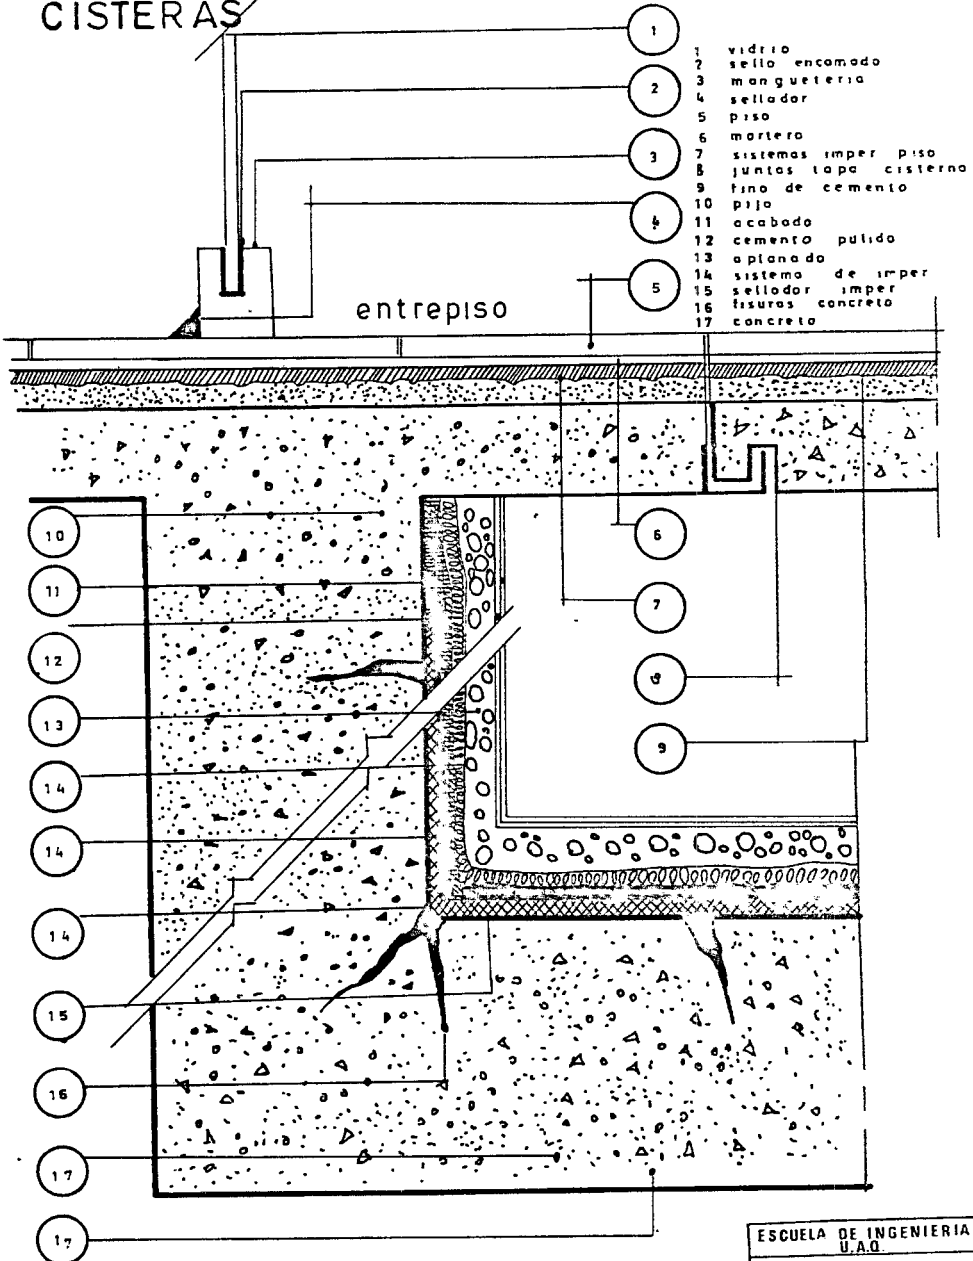 CISTERAS
1 vidrio
2 sello encamado
3 mangueteria
4 sellador
5 piso
6 mortero
7 sistemas imper piso
8 juntas tapa cisterna
9 fino de cemento
10 pijo
11 acabado
12 cemento pulido
13 aplanado
14 sistema de imper
15 sellador imper
16 fisuras concreto
17 concreto
1
2
3
4
5
entrepiso
6
7
8
9
10
11
12
13
14
14
14
15
16
17
17
ESCUELA DE INGENIERIA
U.A.Q.